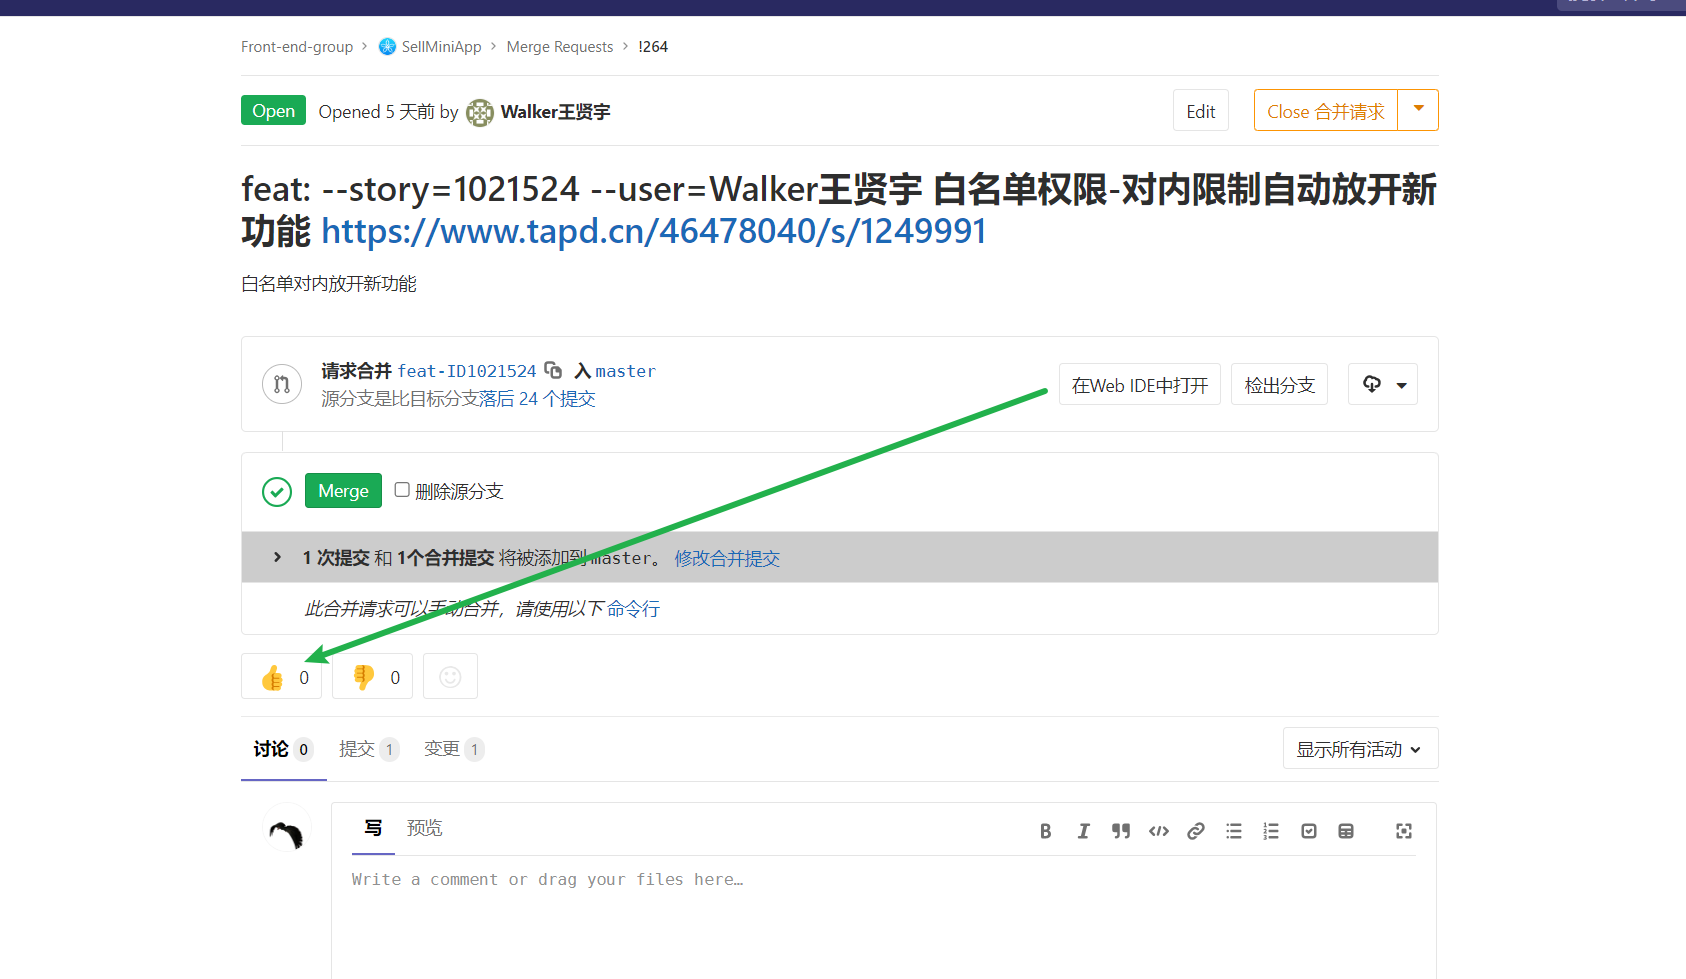 Front-end-group > SellMiniApp > Merge Requests > !264
Open Opened 5 天前 by Walker王贤宇 Edit Close 合并请求
feat: --story=1021524 --user=Walker王贤宇 白名单权限-对内限制自动放开新
功能 https://www.tapd.cn/46478040/s/1249991
白名单对内放开新功能
请求合并 feat-ID1021524 入 master
源分支是比目标分支落后 24 个提交
在Web IDE中打开 检出分支
Merge 删除源分支
1 次提交 和 1个合并提交 将被添加到 master。 修改合并提交
此合并请求可以手动合并，请使用以下 命令行
👍 0 👎 0
讨论 0 提交 1 变更 1 显示所有活动
写 预览
Write a comment or drag your files here…